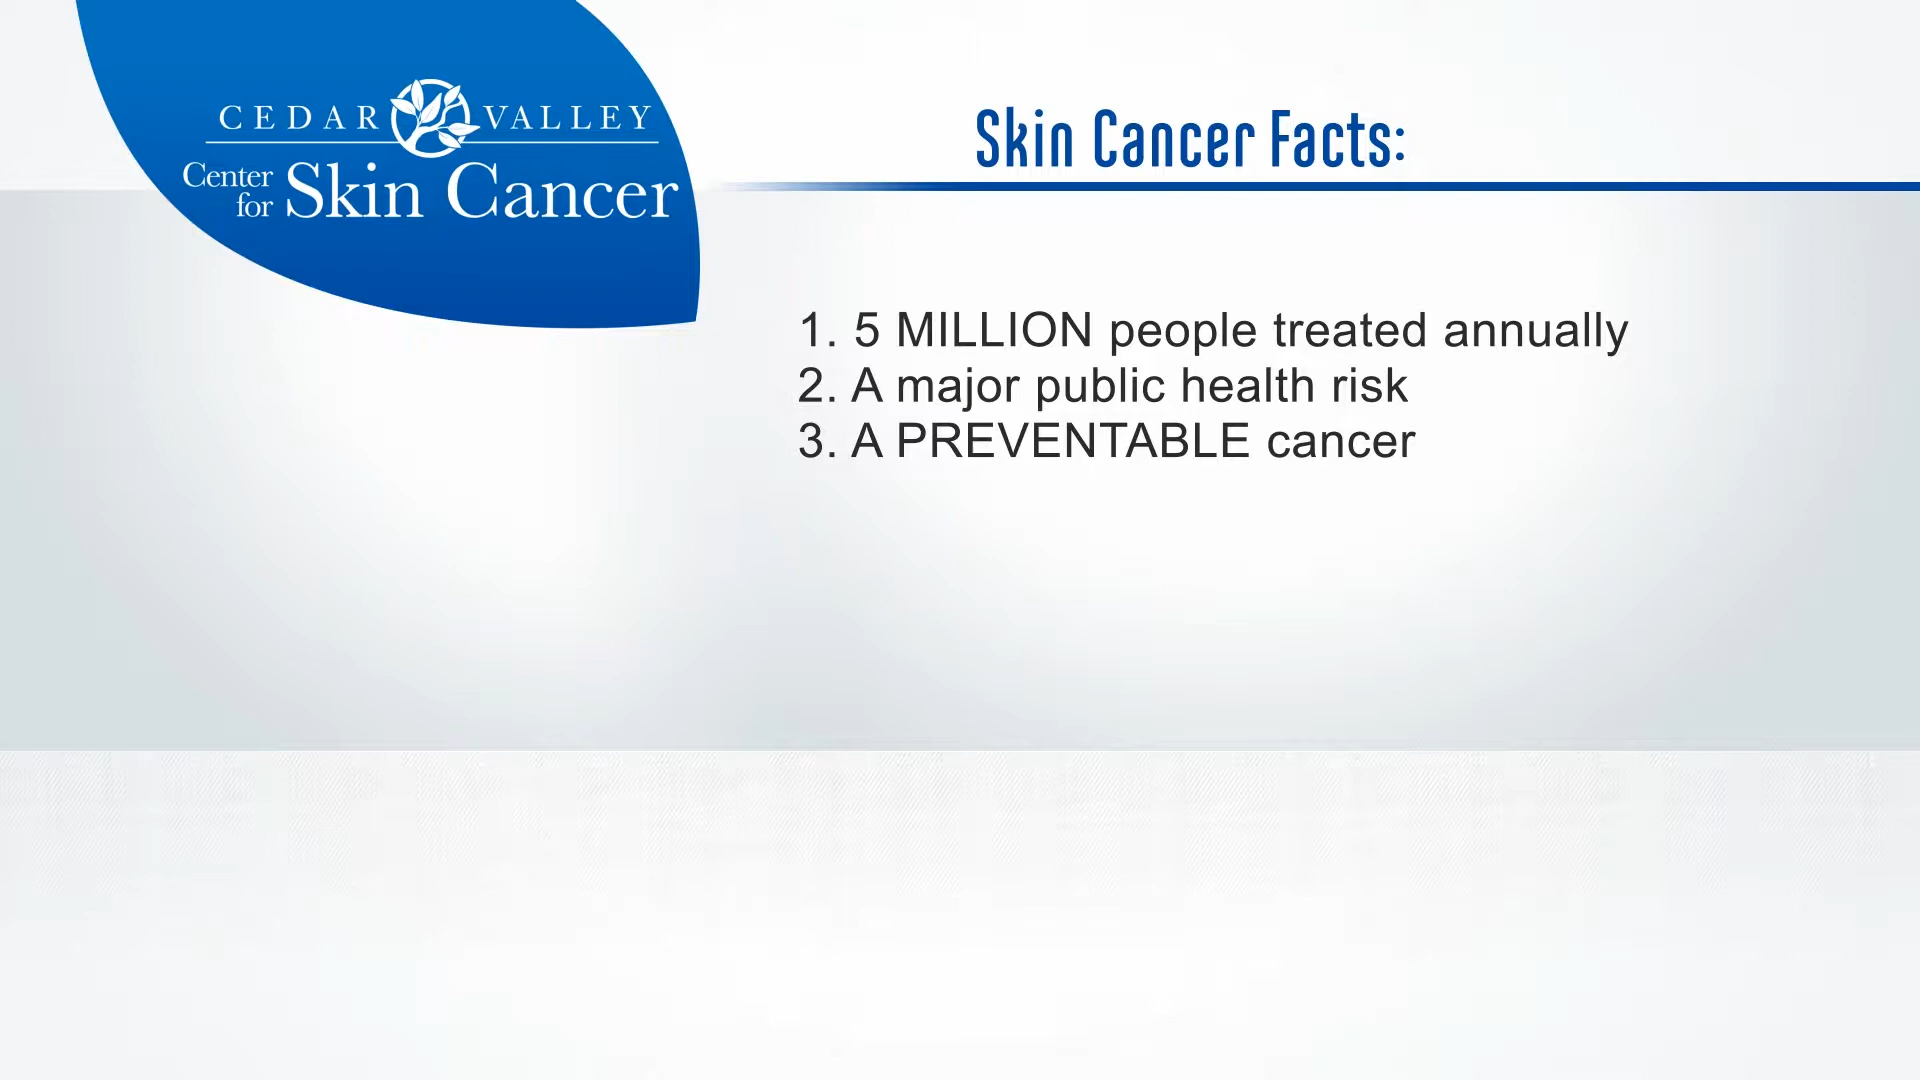 CEDAR VALLEY
Center for Skin Cancer
Skin Cancer Facts:
1. 5 MILLION people treated annually
2. A major public health risk
3. A PREVENTABLE cancer